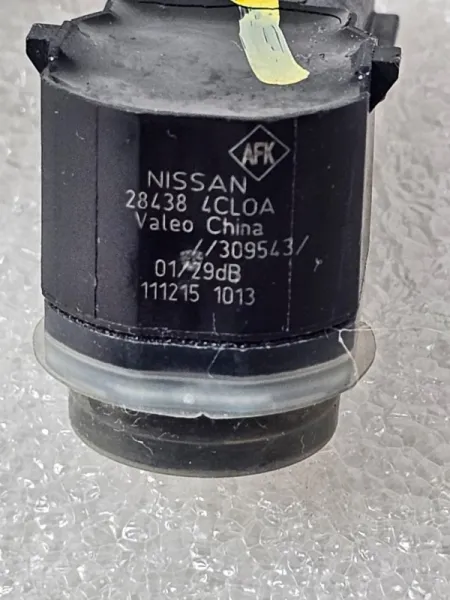 AFK
NISSAN
28438 4CL0A
Valeo China
//309543/
01/29dB
111215 1013